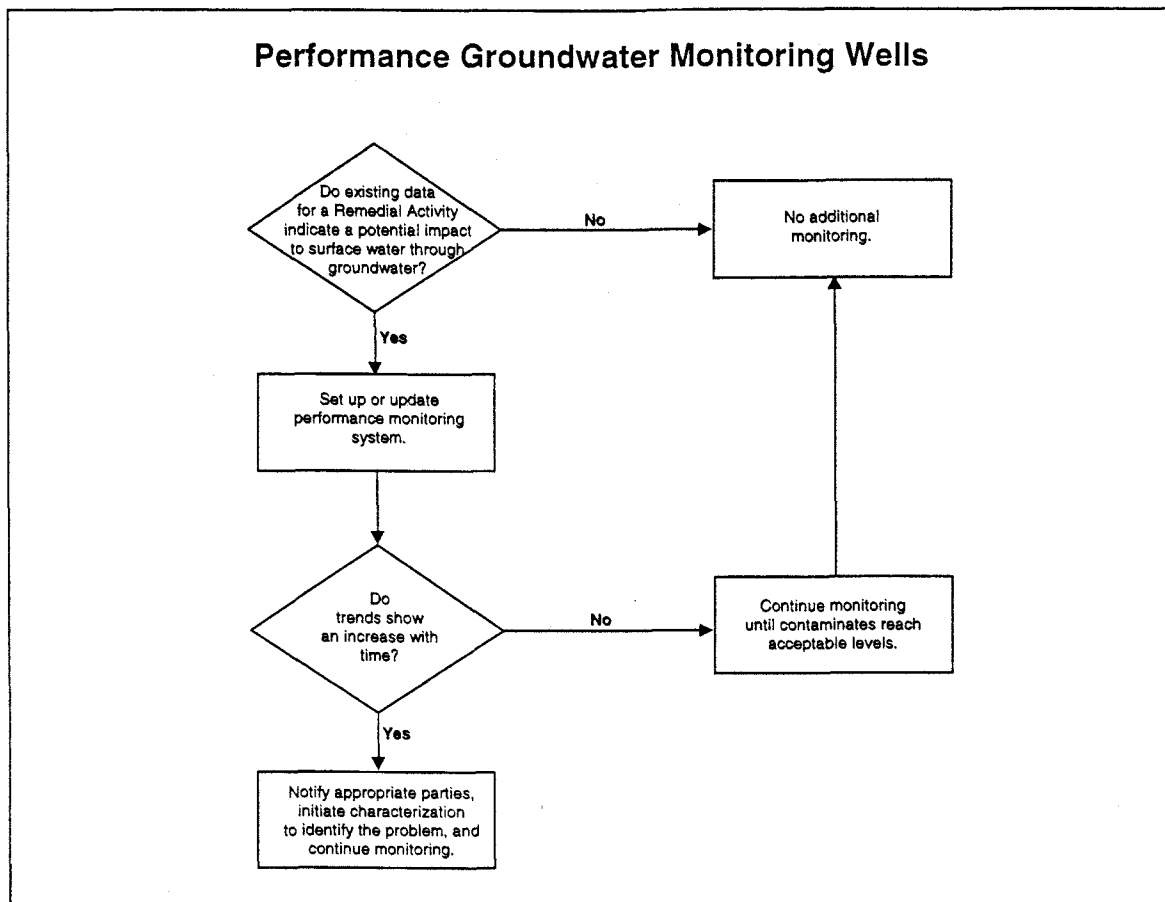 Performance Groundwater Monitoring Wells
Do existing data
for a Remedial Activity
indicate a potential impact
to surface water through
groundwater?
No
No additional
monitoring.
Yes
Set up or update
performance monitoring
system.
Do
trends show
an increase with
time?
No
Continue monitoring
until contaminates reach
acceptable levels.
Yes
Notify appropriate parties,
initiate characterization
to identify the problem, and
continue monitoring.